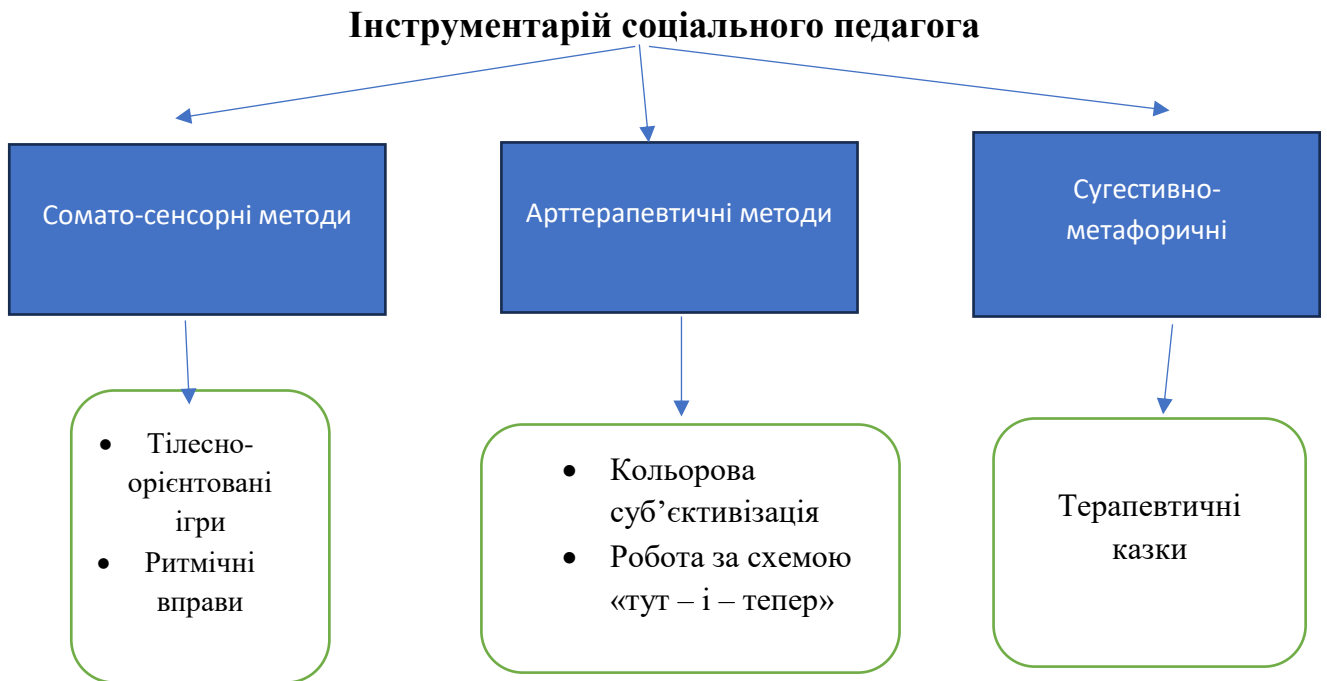 Інструментарій соціального педагога
Сомато-сенсорні методи
Арттерапевтичні методи
Сугестивно-
метафоричні
• Тілесно-
орієнтовані
ігри
• Ритмічні
вправи
• Кольорова
суб’єктивізація
• Робота за схемою
«тут – і – тепер»
Терапевтичні
казки